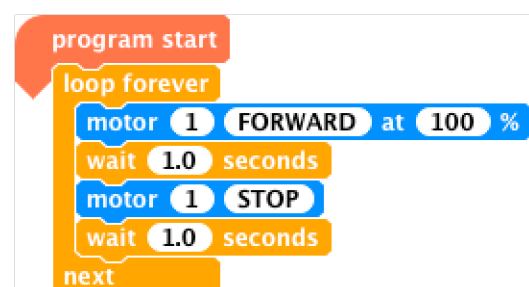 program start
loop forever
motor 1 FORWARD at 100 %
wait 1.0 seconds
motor 1 STOP
wait 1.0 seconds
next